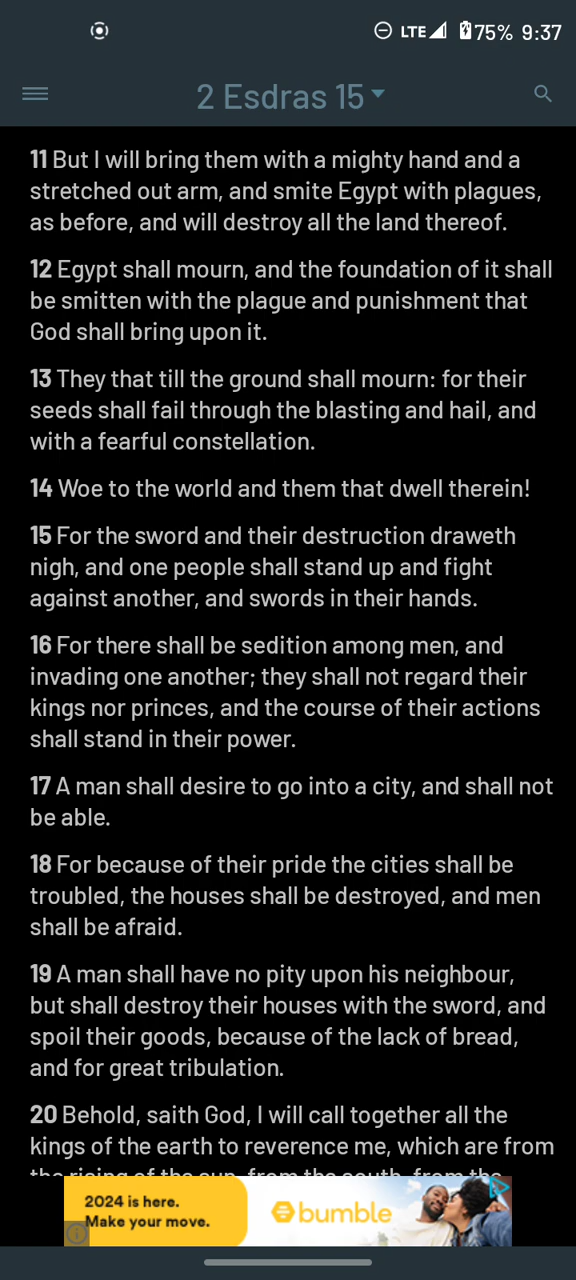 LTE 75% 9:37
2 Esdras 15
11 But I will bring them with a mighty hand and a
stretched out arm, and smite Egypt with plagues,
as before, and will destroy all the land thereof.
12 Egypt shall mourn, and the foundation of it shall
be smitten with the plague and punishment that
God shall bring upon it.
13 They that till the ground shall mourn: for their
seeds shall fail through the blasting and hail, and
with a fearful constellation.
14 Woe to the world and them that dwell therein!
15 For the sword and their destruction draweth
nigh, and one people shall stand up and fight
against another, and swords in their hands.
16 For there shall be sedition among men, and
invading one another; they shall not regard their
kings nor princes, and the course of their actions
shall stand in their power.
17 A man shall desire to go into a city, and shall not
be able.
18 For because of their pride the cities shall be
troubled, the houses shall be destroyed, and men
shall be afraid.
19 A man shall have no pity upon his neighbour,
but shall destroy their houses with the sword, and
spoil their goods, because of the lack of bread,
and for great tribulation.
20 Behold, saith God, I will call together all the
kings of the earth to reverence me, which are from
the rising of the sun, from the south, from the
2024 is here.
Make your move.
bumble